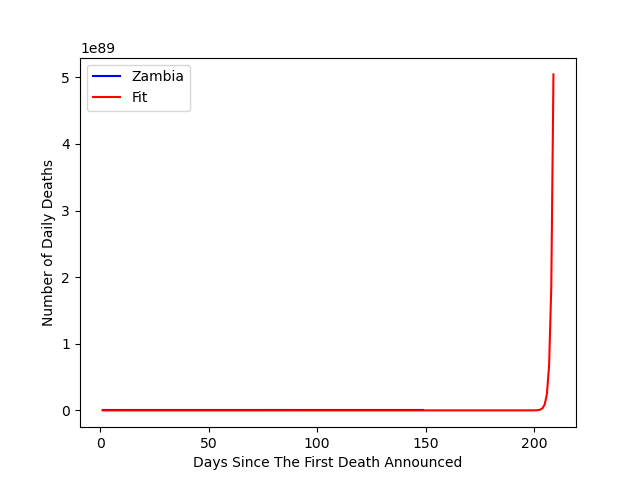 1e89
Zambia
Fit
5
4
3
2
1
0
Number of Daily Deaths
0 50 100 150 200
Days Since The First Death Announced